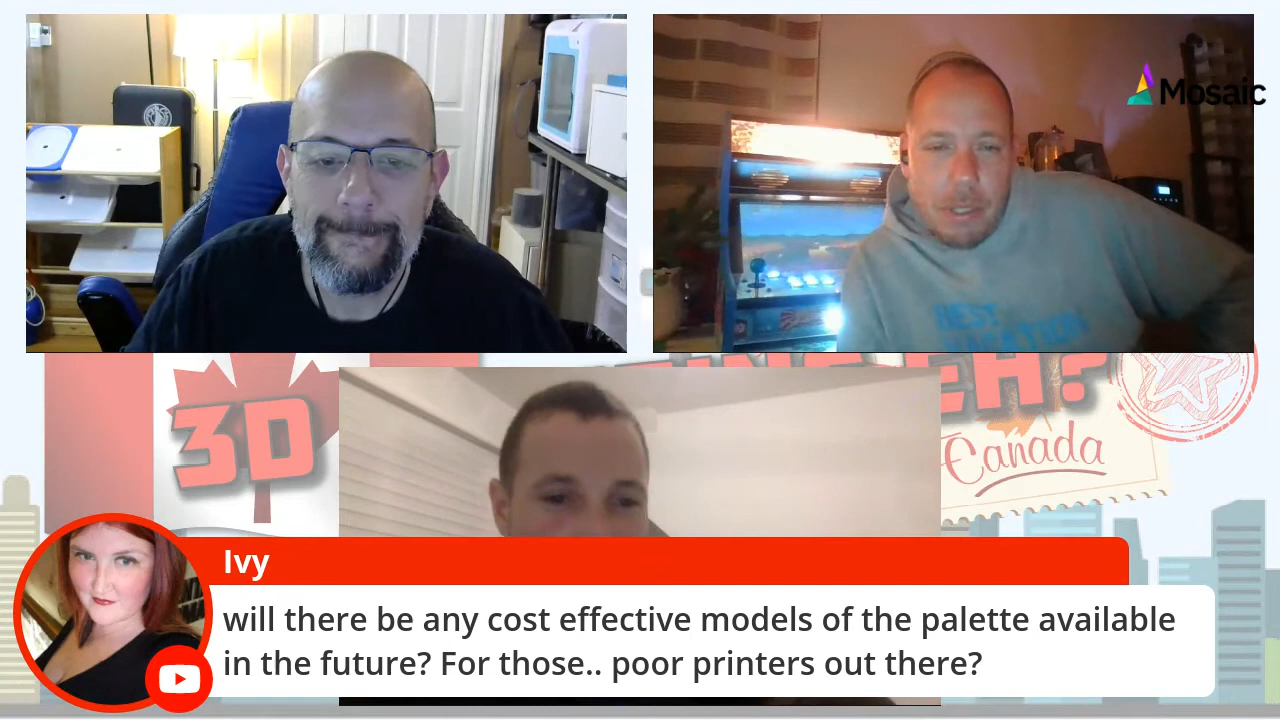 Mosaic
3D
EH?
Canada
Ivy
will there be any cost effective models of the palette available
in the future? For those.. poor printers out there?